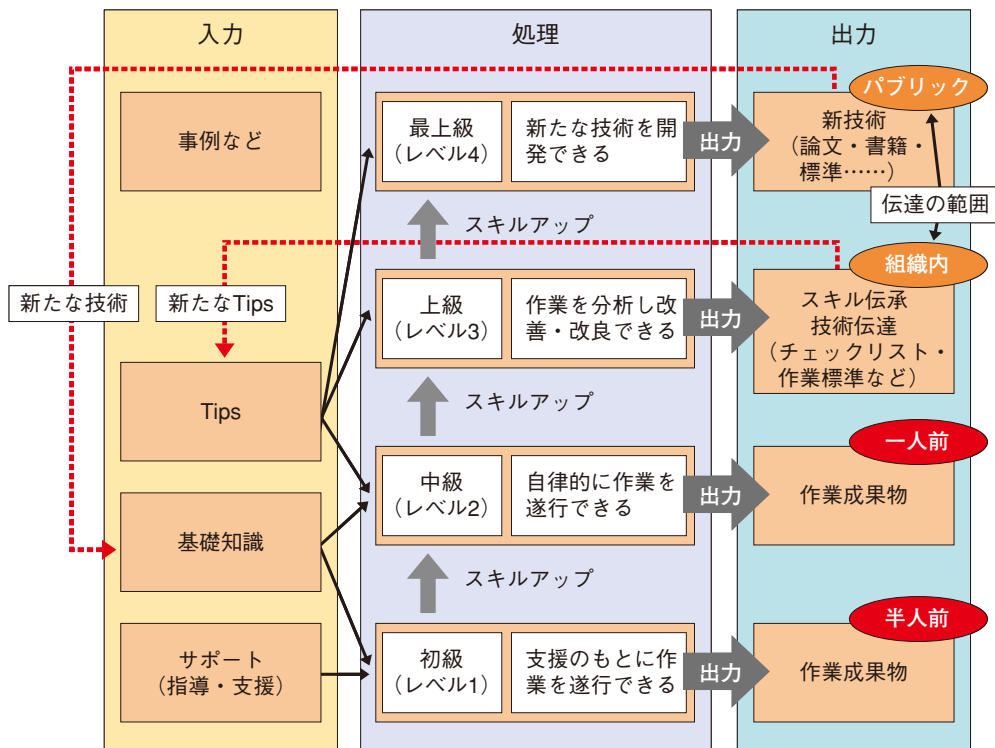 入力
処理
出力
パブリック
事例など
最上級
(レベル4)
新たな技術を開
発できる
出力
新技術
(論文・書籍・
標準……)
伝達の範囲
スキルアップ
組織内
新たな技術
新たなTips
上級
(レベル3)
作業を分析し改
善・改良できる
出力
スキル伝承
技術伝達
(チェックリスト・
作業標準など)
Tips
スキルアップ
一人前
中級
(レベル2)
自律的に作業を
遂行できる
出力
作業成果物
基礎知識
スキルアップ
半人前
サポート
(指導・支援)
初級
(レベル1)
支援のもとに作
業を遂行できる
出力
作業成果物